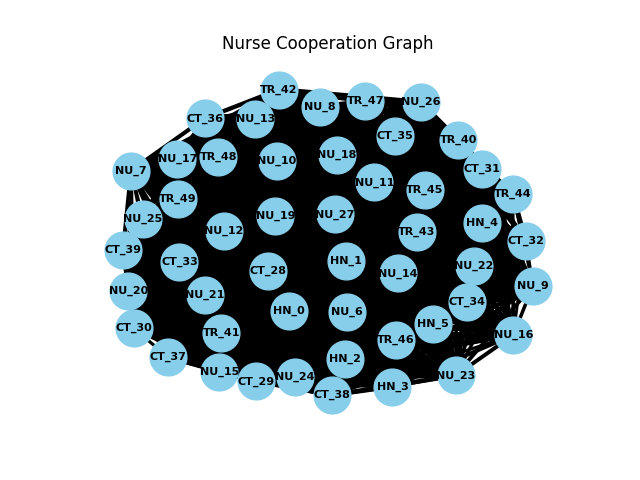 Nurse Cooperation Graph
TR_42
NU_8
TR_47
NU_26
CT_36
NU_13
CT_35
TR_40
NU_17
TR_48
NU_10
NU_18
CT_31
NU_7
NU_11
TR_45
TR_44
TR_49
NU_25
NU_19
NU_27
HN_4
NU_12
TR_43
CT_32
CT_39
CT_33
HN_1
NU_22
CT_28
NU_14
NU_9
NU_20
NU_21
CT_34
HN_0
NU_6
CT_30
TR_41
HN_5
NU_16
TR_46
CT_37
HN_2
NU_15
CT_29
NU_24
NU_23
CT_38
HN_3